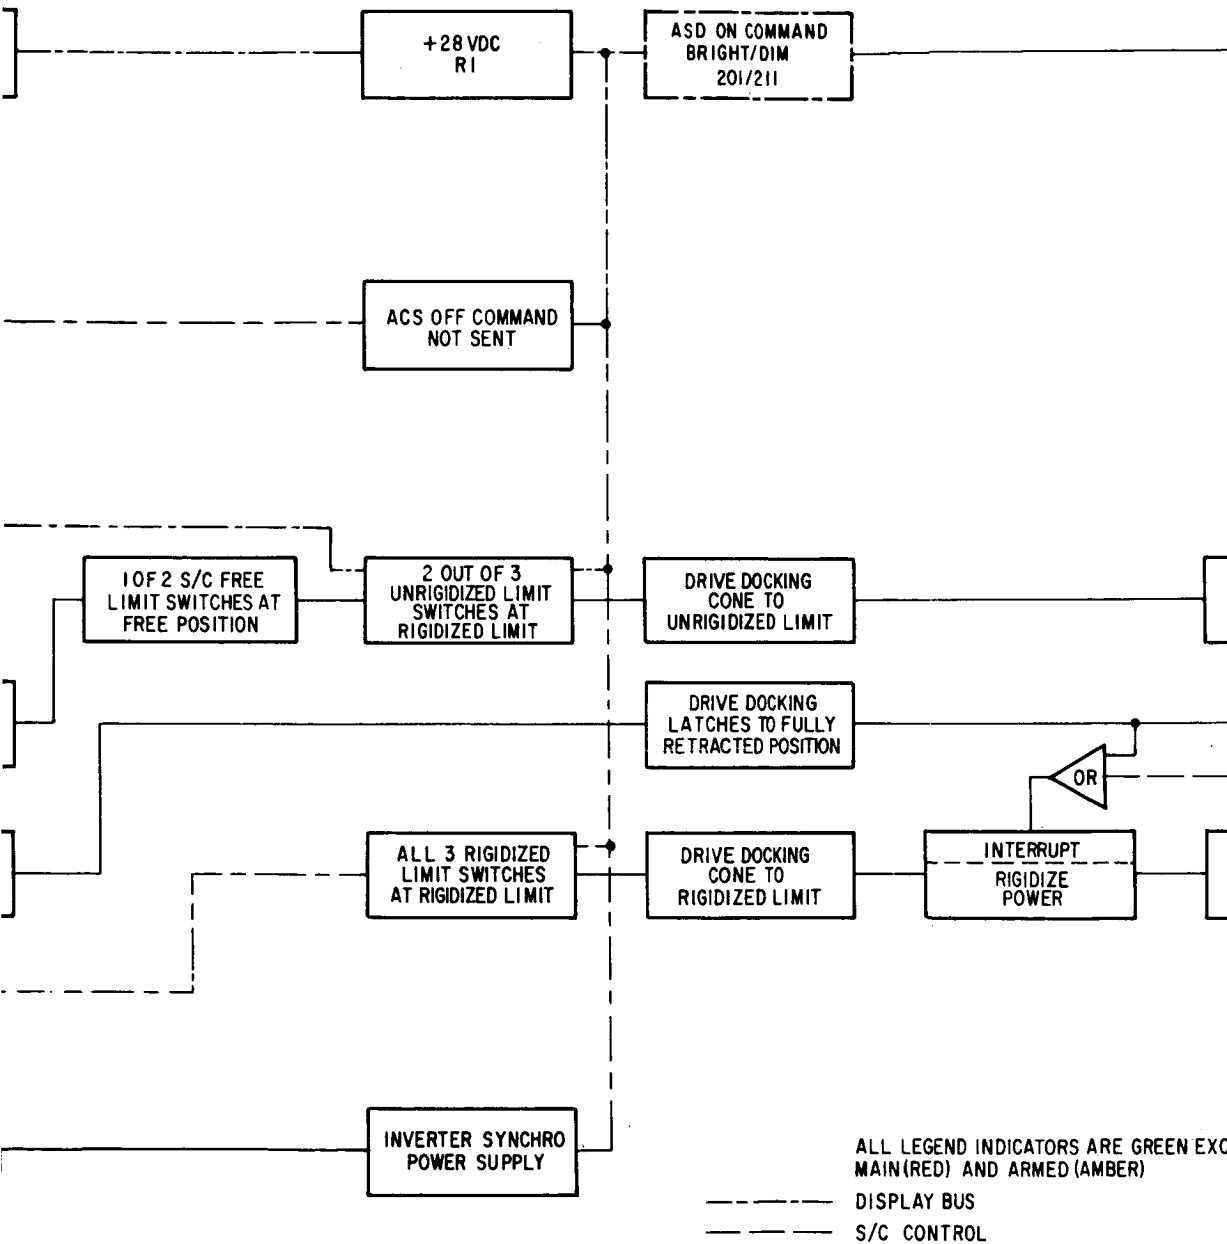 +28 VDC
R1
ASD ON COMMAND
BRIGHT/DIM
201/211
ACS OFF COMMAND
NOT SENT
1 OF 2 S/C FREE
LIMIT SWITCHES AT
FREE POSITION
2 OUT OF 3
UNRIGIDIZED LIMIT
SWITCHES AT
RIGIDIZED LIMIT
DRIVE DOCKING
CONE TO
UNRIGIDIZED LIMIT
DRIVE DOCKING
LATCHES TO FULLY
RETRACTED POSITION
OR
ALL 3 RIGIDIZED
LIMIT SWITCHES
AT RIGIDIZED LIMIT
DRIVE DOCKING
CONE TO
RIGIDIZED LIMIT
INTERRUPT
RIGIDIZE
POWER
INVERTER SYNCHRO
POWER SUPPLY
ALL LEGEND INDICATORS ARE GREEN EXC
MAIN(RED) AND ARMED (AMBER)
DISPLAY BUS
S/C CONTROL